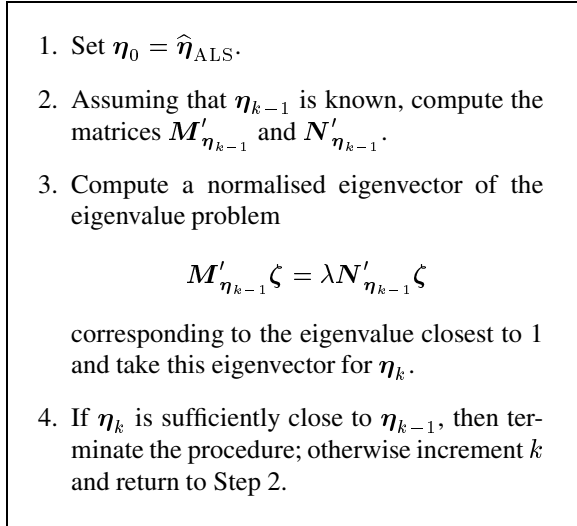 1. Set η₀ = η̂_ALS.
2. Assuming that η_{k−1} is known, compute the
matrices M′_{η_{k−1}} and N′_{η_{k−1}}.
3. Compute a normalised eigenvector of the
eigenvalue problem
M′_{η_{k−1}} ζ = λN′_{η_{k−1}} ζ
corresponding to the eigenvalue closest to 1
and take this eigenvector for η_k.
4. If η_k is sufficiently close to η_{k−1}, then ter-
minate the procedure; otherwise increment k
and return to Step 2.